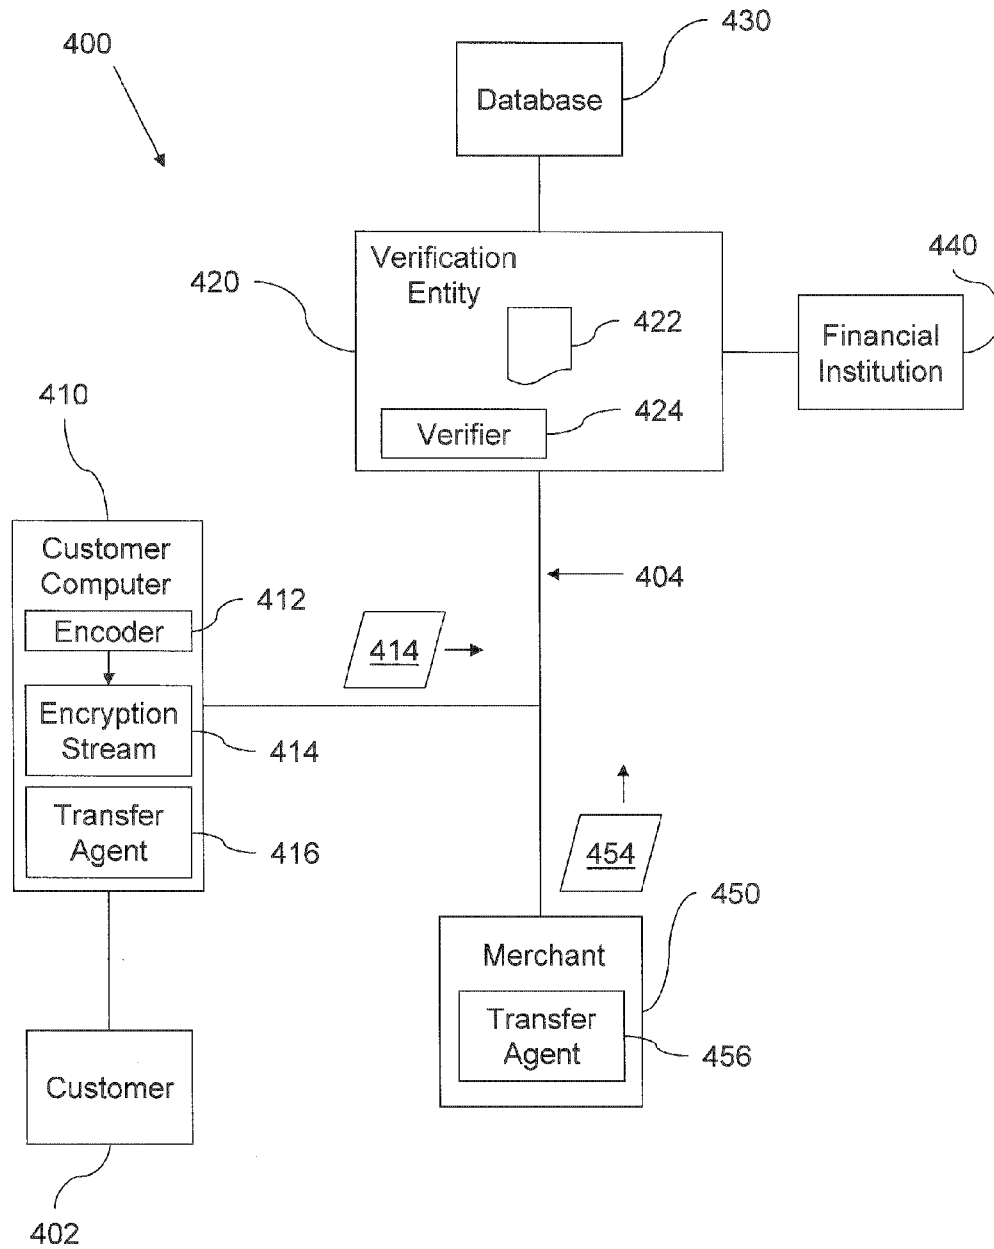 430
400
Database
Verification
Entity
440
420
422
Financial
Institution
424
Verifier
410
Customer
Computer
404
412
Encoder
414
Encryption
Stream
414
Transfer
Agent
416
454
450
Merchant
Transfer
Agent
456
Customer
402